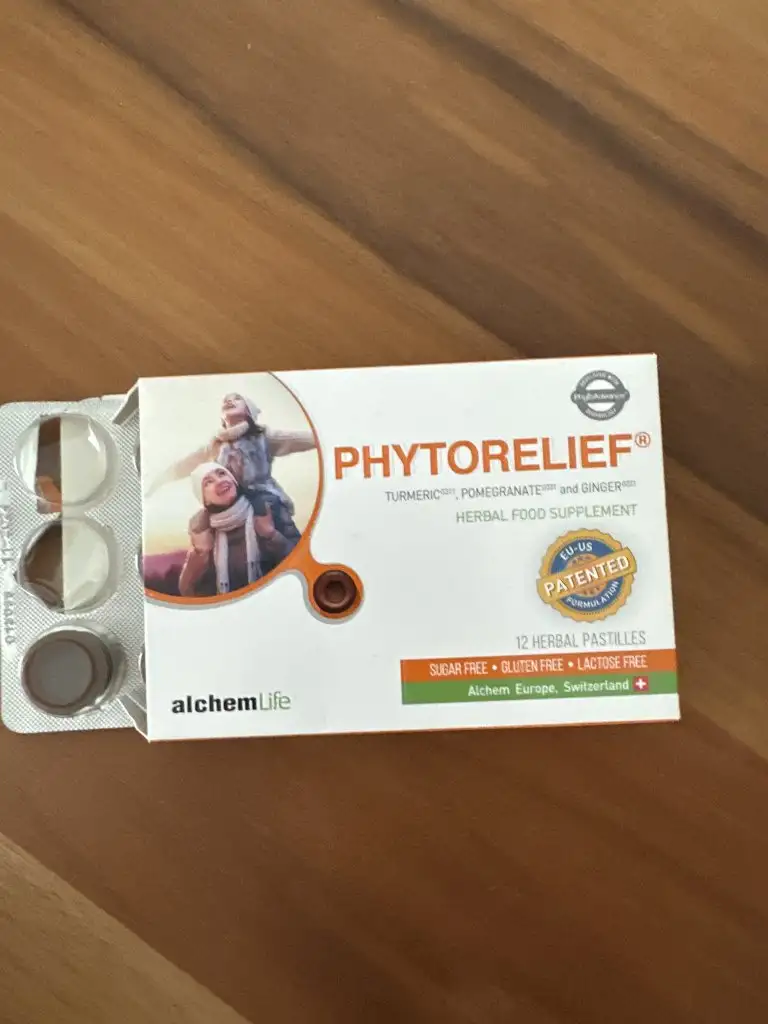 PHYTORELIEF®
TURMERIC, POMEGRANATE and GINGER
HERBAL FOOD SUPPLEMENT
EU-US
PATENTED
FORMULATION
12 HERBAL PASTILLES
SUGAR FREE • GLUTEN FREE • LACTOSE FREE
Alchem Europe, Switzerland
alchemLife